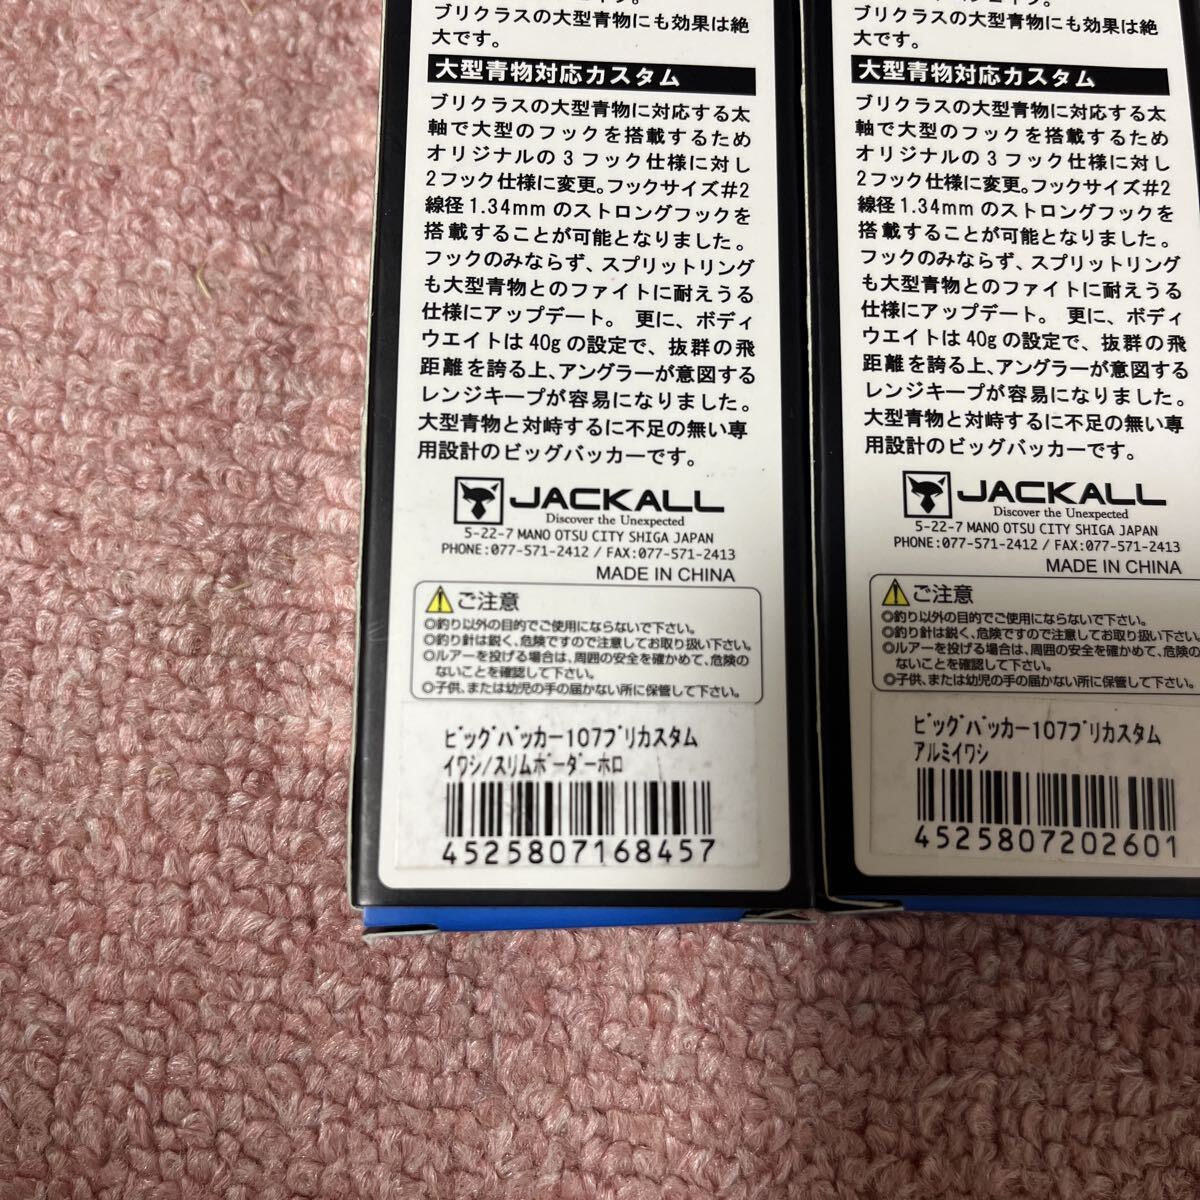 ブリクラスの大型青物にも効果は絶
大です。
大型青物対応カスタム
ブリクラスの大型青物に対応する太
軸で大型のフックを搭載するため
オリジナルの3フック仕様に対し
2フック仕様に変更。フックサイズ#2
線径1.34mmのストロングフックを
搭載することが可能となりました。
フックのみならず、スプリットリング
も大型青物とのファイトに耐えうる
仕様にアップデート。 更に、ボディ
ウエイトは40gの設定で、抜群の飛
距離を誇る上、アングラーが意図する
レンジキープが容易になりました。
大型青物と対峙するに不足の無い専
用設計のビッグバッカーです。
JACKALL
Discover the Unexpected
5-22-7 MANO OTSU CITY SHIGA JAPAN
PHONE:077-571-2412 / FAX:077-571-2413
MADE IN CHINA
ご注意
◎釣り以外の目的でご使用にならないで下さい。
◎釣り針は鋭く、危険ですので注意してお取り扱い下さい。
◎ルアーを投げる場合は、周囲の安全を確かめて、危険の
ないことを確認して下さい。
◎子供、または幼児の手の届かない所に保管して下さい。
ビッグバッカー107ブリカスタム
イワシ/スリムボーダーホロ
4525807168457
ブリクラスの大型青物にも効果は絶
大です。
大型青物対応カスタム
ブリクラスの大型青物に対応する太
軸で大型のフックを搭載するため
オリジナルの3フック仕様に対し
2フック仕様に変更。フックサイズ#2
線径1.34mmのストロングフックを
搭載することが可能となりました。
フックのみならず、スプリットリング
も大型青物とのファイトに耐えうる
仕様にアップデート。 更に、ボディ
ウエイトは40gの設定で、抜群の飛
距離を誇る上、アングラーが意図する
レンジキープが容易になりました。
大型青物と対峙するに不足の無い専
用設計のビッグバッカーです。
JACKALL
Discover the Unexpected
5-22-7 MANO OTSU CITY SHIGA JAPAN
PHONE:077-571-2412 / FAX:077-571-2413
MADE IN CHINA
ご注意
◎釣り以外の目的でご使用にならないで下さい。
◎釣り針は鋭く、危険ですので注意してお取り扱い下さい
◎ルアーを投げる場合は、周囲の安全を確かめて、危険の
ないことを確認して下さい。
◎子供、または幼児の手の届かない所に保管して下さい。
ビッグバッカー107ブリカスタム
アルミイワシ
4525807202601